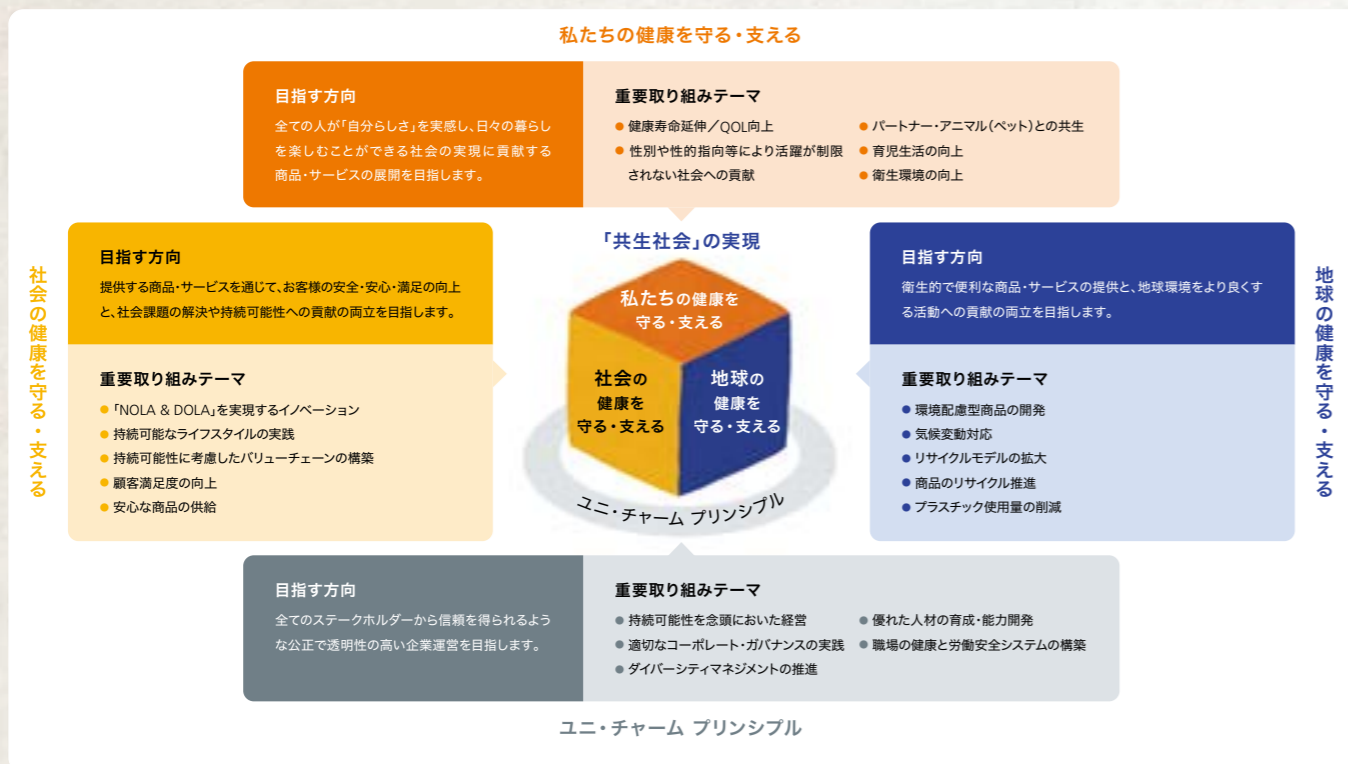 私たちの健康を守る・支える
目指す方向
全ての人が「自分らしさ」を実感し、日々の暮らし
を楽しむことができる社会の実現に貢献する
商品・サービスの展開を目指します。
重要取り組みテーマ
● 健康寿命延伸／QOL向上
● 性別や性的指向等により活躍が制限
されない社会への貢献
● パートナー・アニマル（ペット）との共生
● 育児生活の向上
● 衛生環境の向上
社会の健康を守る・支える
目指す方向
提供する商品・サービスを通じて、お客様の安全・安心・満足の向上
と、社会課題の解決や持続可能性への貢献の両立を目指します。
重要取り組みテーマ
● 「NOLA & DOLA」を実現するイノベーション
● 持続可能なライフスタイルの実践
● 持続可能性に考慮したバリューチェーンの構築
● 顧客満足度の向上
● 安心な商品の供給
「共生社会」の実現
私たちの健康を
守る・支える
社会の
健康を
守る・支える
地球の
健康を
守る・支える
ユニ・チャーム プリンシプル
目指す方向
衛生的で便利な商品・サービスの提供と、地球環境をより良くす
る活動への貢献の両立を目指します。
重要取り組みテーマ
● 環境配慮型商品の開発
● 気候変動対応
● リサイクルモデルの拡大
● 商品のリサイクル推進
● プラスチック使用量の削減
地球の健康を守る・支える
目指す方向
全てのステークホルダーから信頼を得られるよう
な公正で透明性の高い企業運営を目指します。
重要取り組みテーマ
● 持続可能性を念頭においた経営
● 適切なコーポレート・ガバナンスの実践
● ダイバーシティマネジメントの推進
● 優れた人材の育成・能力開発
● 職場の健康と労働安全システムの構築
ユニ・チャーム プリンシプル